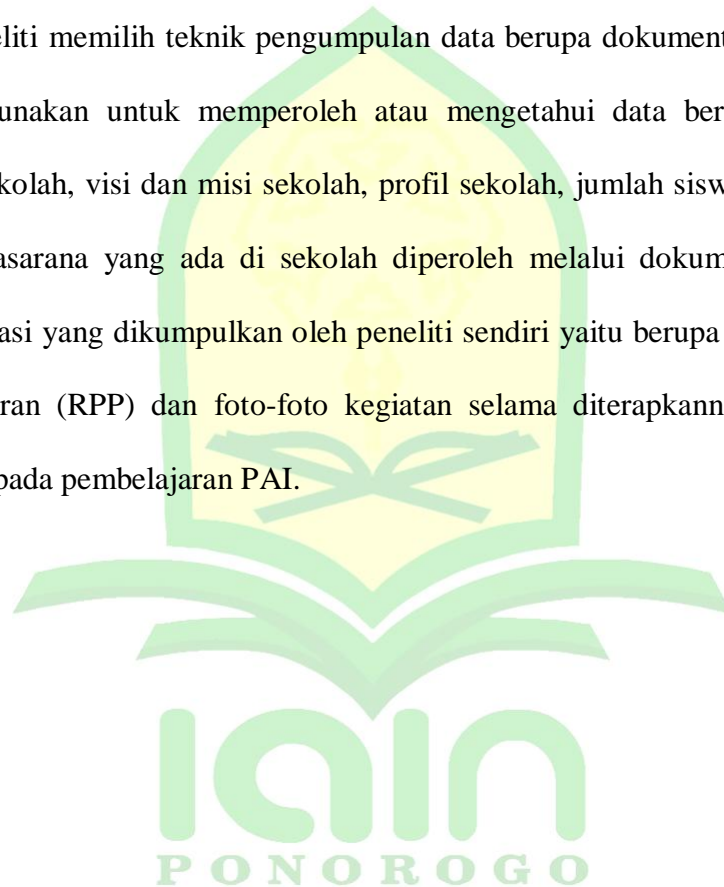 eliti memilih teknik pengumpulan data berupa dokument
unakan untuk memperoleh atau mengetahui data ber
kolah, visi dan misi sekolah, profil sekolah, jumlah sisw
asarana yang ada di sekolah diperoleh melalui dokum
asi yang dikumpulkan oleh peneliti sendiri yaitu berupa
ran (RPP) dan foto-foto kegiatan selama diterapkann
pada pembelajaran PAI.
iain
PONOROGO